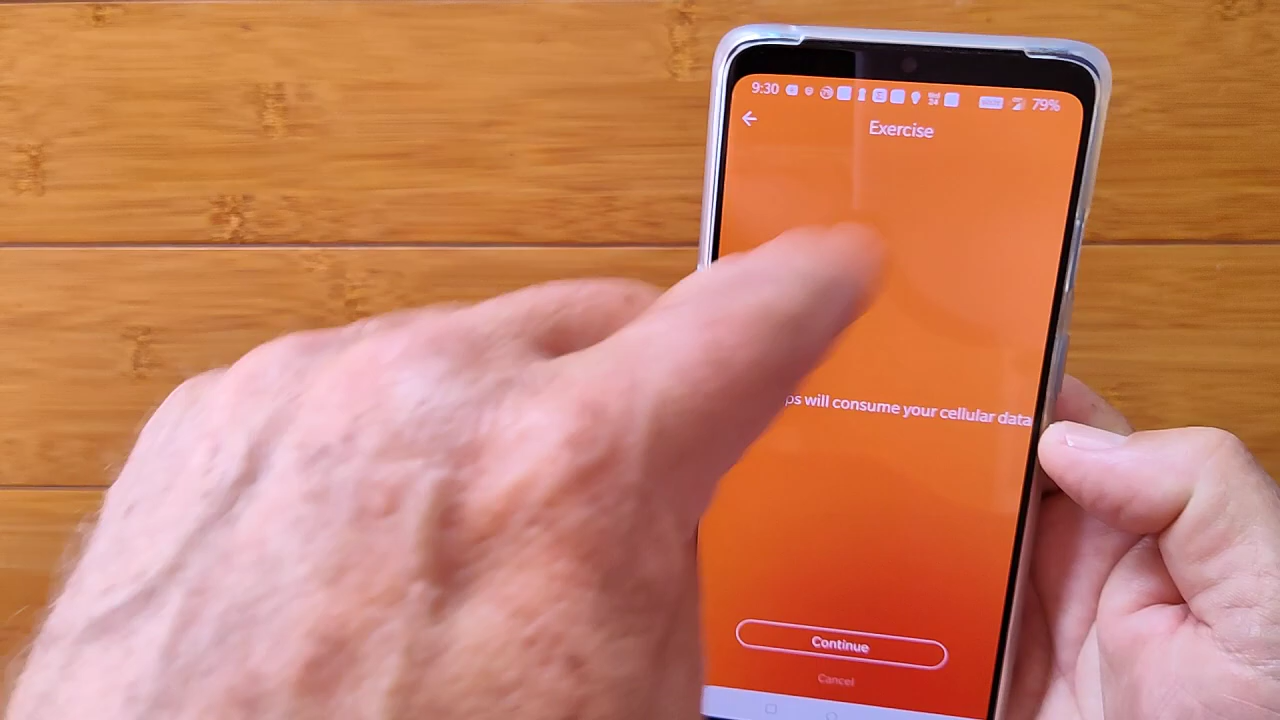 9:30 79%
Exercise
ps will consume your cellular data
Continue
Cancel